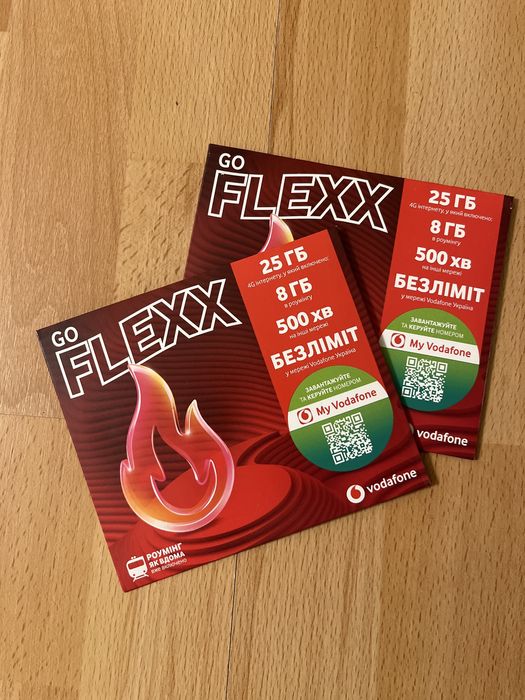 GO
FLEXX
25 ГБ
4G інтернету, у який включено:
8 ГБ
в роумінгу
500 ХВ
на інші мережі
БЕЗЛІМІТ
у мережі Vodafone Україна
ЗАВАНТАЖУЙТЕ
ТА КЕРУЙТЕ НОМЕРОМ
My Vodafone
vodafone
GO
FLEXX
25 ГБ
4G інтернету, у який включено:
8 ГБ
в роумінгу
500 ХВ
на інші мережі
БЕЗЛІМІТ
у мережі Vodafone Україна
ЗАВАНТАЖУЙТЕ
ТА КЕРУЙТЕ НОМЕРОМ
My Vodafone
vodafone
РОУМІНГ
ЯК ВДОМА
вже включено